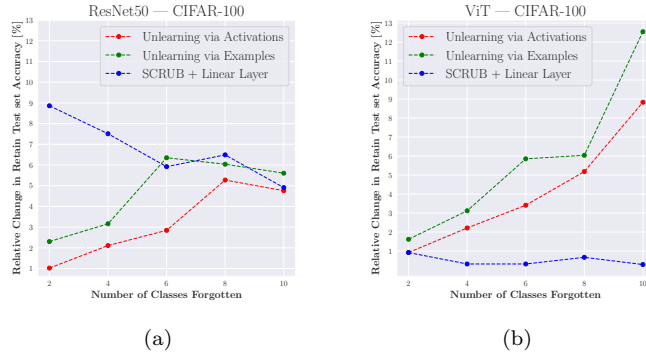 ResNet50 — CIFAR-100
Relative Change in Retain Test set Accuracy [%]
13
12
11
10
9
8
7
6
5
4
3
2
1
Unlearning via Activations
Unlearning via Examples
SCRUB + Linear Layer
2 4 6 8 10
Number of Classes Forgotten
(a)
ViT — CIFAR-100
Relative Change in Retain Test set Accuracy [%]
13
12
11
10
9
8
7
6
5
4
3
2
1
Unlearning via Activations
Unlearning via Examples
SCRUB + Linear Layer
2 4 6 8 10
Number of Classes Forgotten
(b)